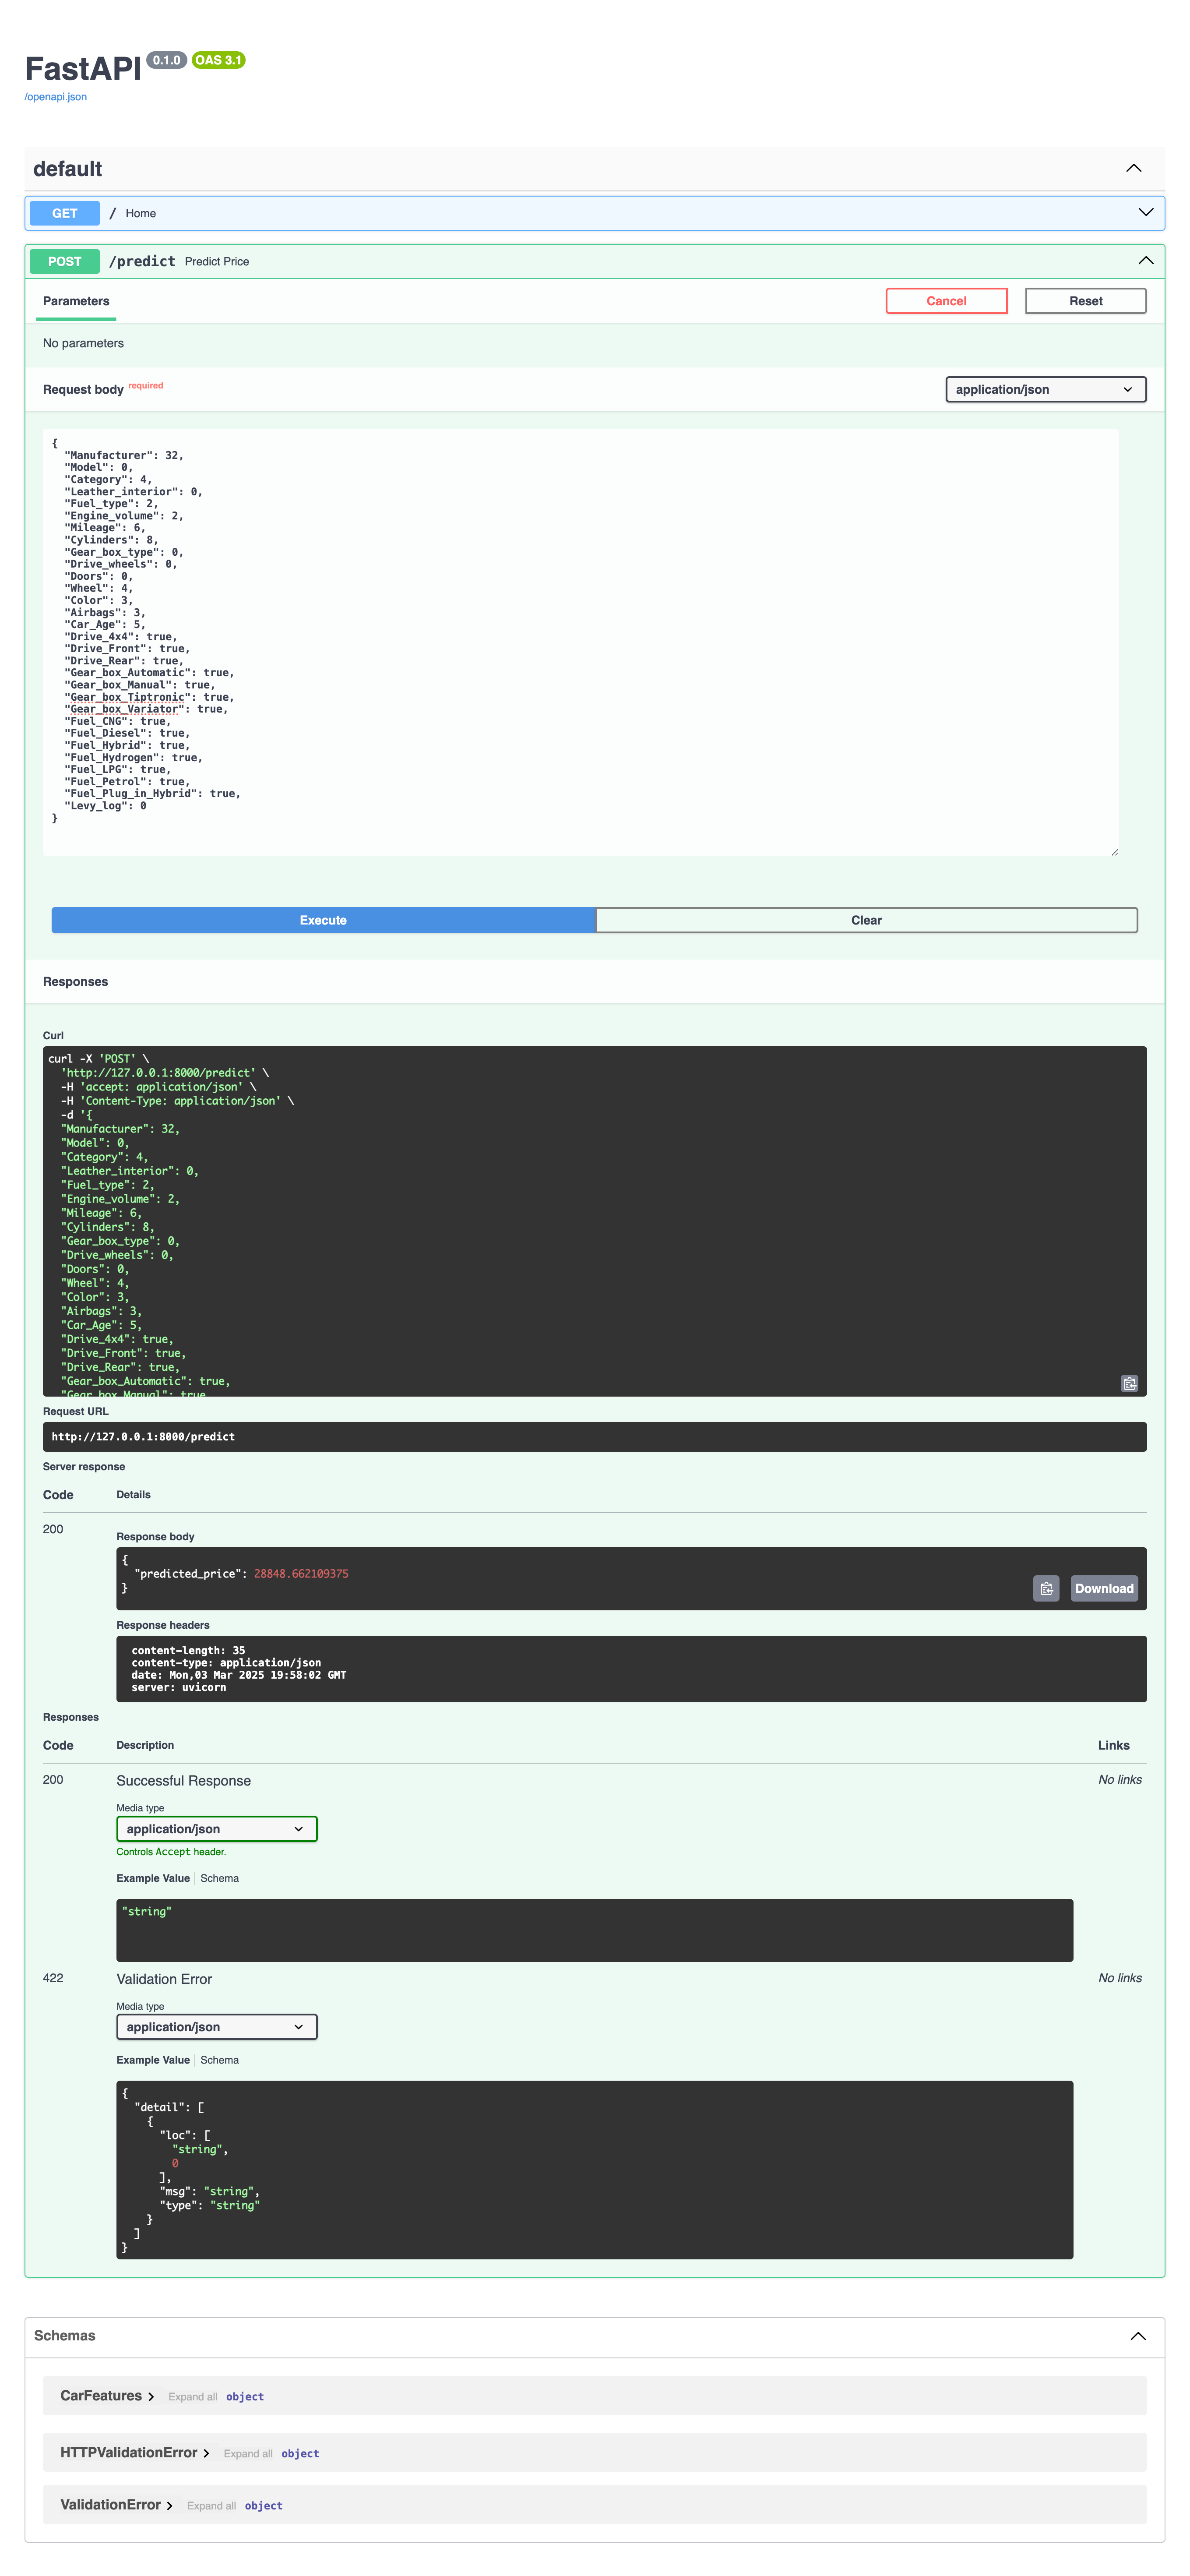 FastAPI 0.1.0 OAS 3.1
/openapi.json
default
GET / Home
POST /predict Predict Price
Parameters Cancel Reset
No parameters
Request body required application/json
{
"Manufacturer": 32,
"Model": 0,
"Category": 4,
"Leather_interior": 0,
"Fuel_type": 2,
"Engine_volume": 2,
"Mileage": 6,
"Cylinders": 8,
"Gear_box_type": 0,
"Drive_wheels": 0,
"Doors": 0,
"Wheel": 4,
"Color": 3,
"Airbags": 3,
"Car_Age": 5,
"Drive_4x4": true,
"Drive_Front": true,
"Drive_Rear": true,
"Gear_box_Automatic": true,
"Gear_box_Manual": true,
"Gear_box_Tiptronic": true,
"Gear_box_Variator": true,
"Fuel_CNG": true,
"Fuel_Diesel": true,
"Fuel_Hybrid": true,
"Fuel_Hydrogen": true,
"Fuel_LPG": true,
"Fuel_Petrol": true,
"Fuel_Plug_in_Hybrid": true,
"Levy_log": 0
}
Execute Clear
Responses
Curl
curl -X 'POST' \
'http://127.0.0.1:8000/predict' \
-H 'accept: application/json' \
-H 'Content-Type: application/json' \
-d '{
"Manufacturer": 32,
"Model": 0,
"Category": 4,
"Leather_interior": 0,
"Fuel_type": 2,
"Engine_volume": 2,
"Mileage": 6,
"Cylinders": 8,
"Gear_box_type": 0,
"Drive_wheels": 0,
"Doors": 0,
"Wheel": 4,
"Color": 3,
"Airbags": 3,
"Car_Age": 5,
"Drive_4x4": true,
"Drive_Front": true,
"Drive_Rear": true,
"Gear_box_Automatic": true,
"Gear_box_Manual": true,
Request URL
http://127.0.0.1:8000/predict
Server response
Code Details
200
Response body
{
"predicted_price": 28848.662109375
}
Download
Response headers
content-length: 35
content-type: application/json
date: Mon,03 Mar 2025 19:58:02 GMT
server: uvicorn
Responses
Code Description Links
200 Successful Response No links
Media type
application/json
Controls Accept header.
Example Value Schema
"string"
422 Validation Error No links
Media type
application/json
Example Value Schema
{
"detail": [
{
"loc": [
"string",
0
],
"msg": "string",
"type": "string"
}
]
}
Schemas
CarFeatures Expand all object
HTTPValidationError Expand all object
ValidationError Expand all object